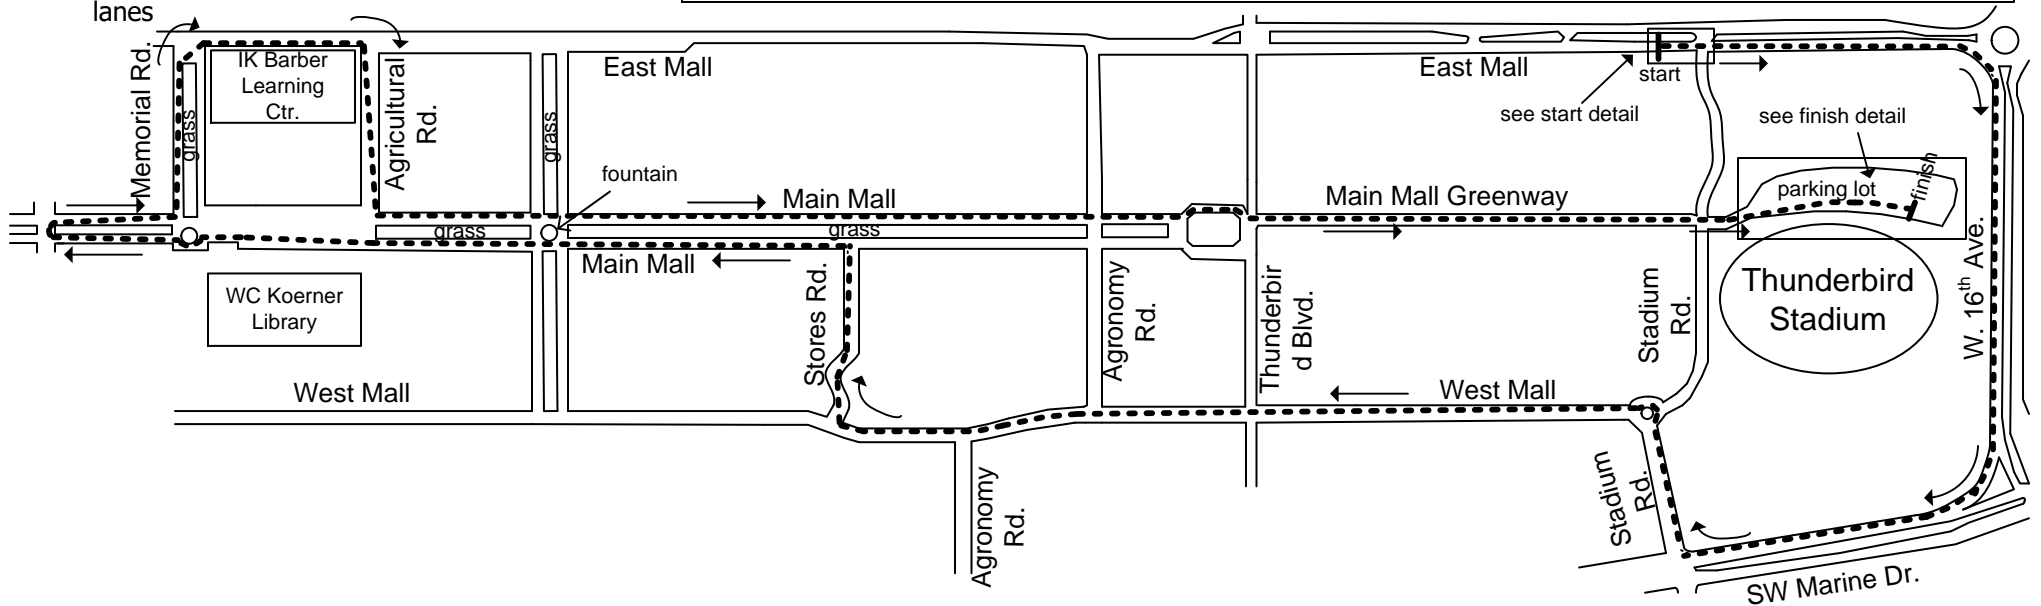 lanes
Memorial Rd.
grass
IK Barber
Learning
Ctr.
Agricultural
Rd.
grass
East Mall
fountain
Main Mall
East Mall
start
see start detail
see finish detail
Main Mall Greenway
parking lot
finish
grass
grass
Main Mall
WC Koerner
Library
Stores Rd.
Agronomy
Rd.
Thunderbir
d Blvd.
Stadium
Rd.
Thunderbird
Stadium
W. 16th Ave.
West Mall
West Mall
Agronomy
Rd.
Stadium
Rd.
SW Marine Dr.